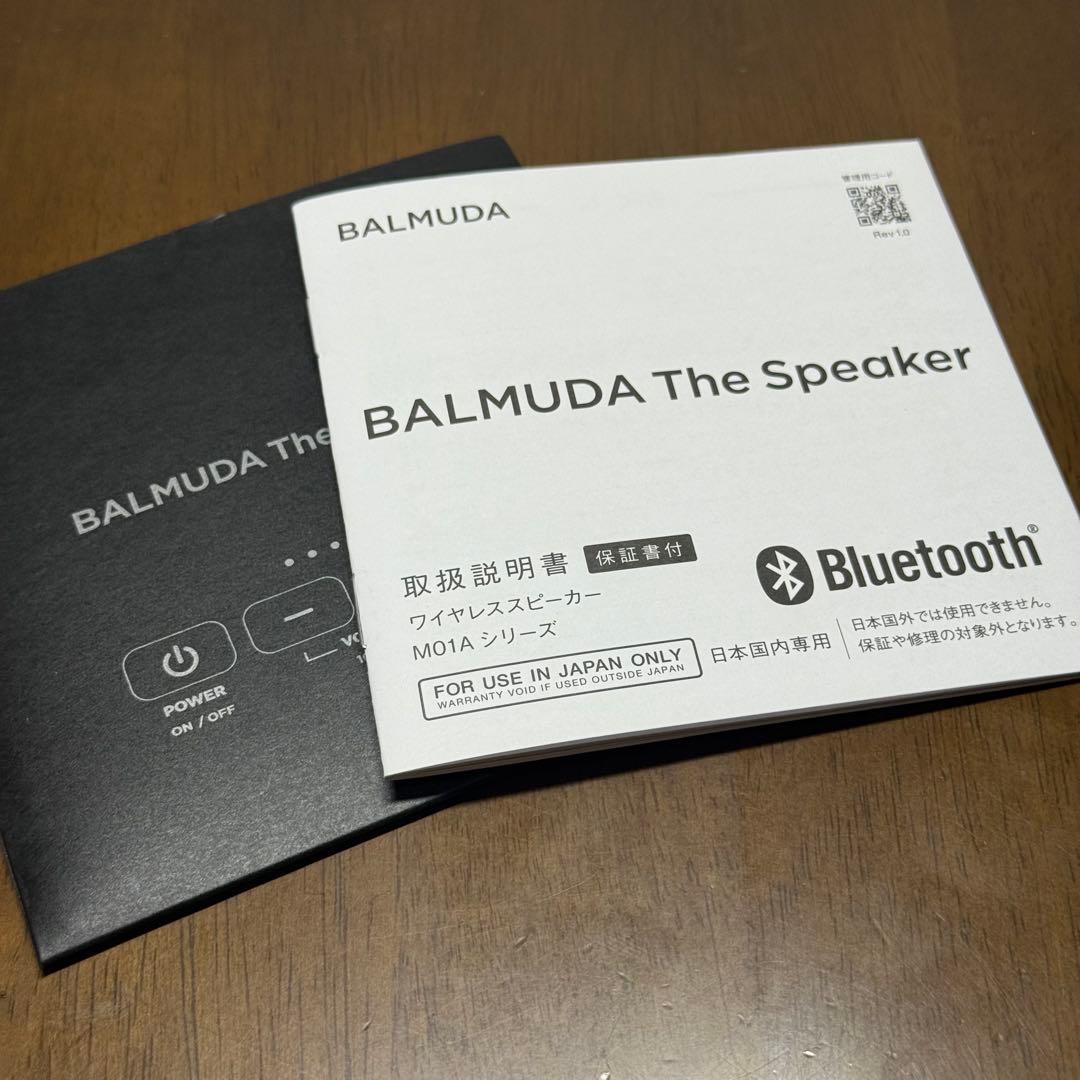 BALMUDA
管理用コード
Rev 1.0
BALMUDA The Speaker
取扱説明書 保証書付
ワイヤレススピーカー
M01A シリーズ
Bluetooth®
FOR USE IN JAPAN ONLY
WARRANTY VOID IF USED OUTSIDE JAPAN
日本国内専用
日本国外では使用できません。
保証や修理の対象外となります。
BALMUDA The
POWER
ON / OFF